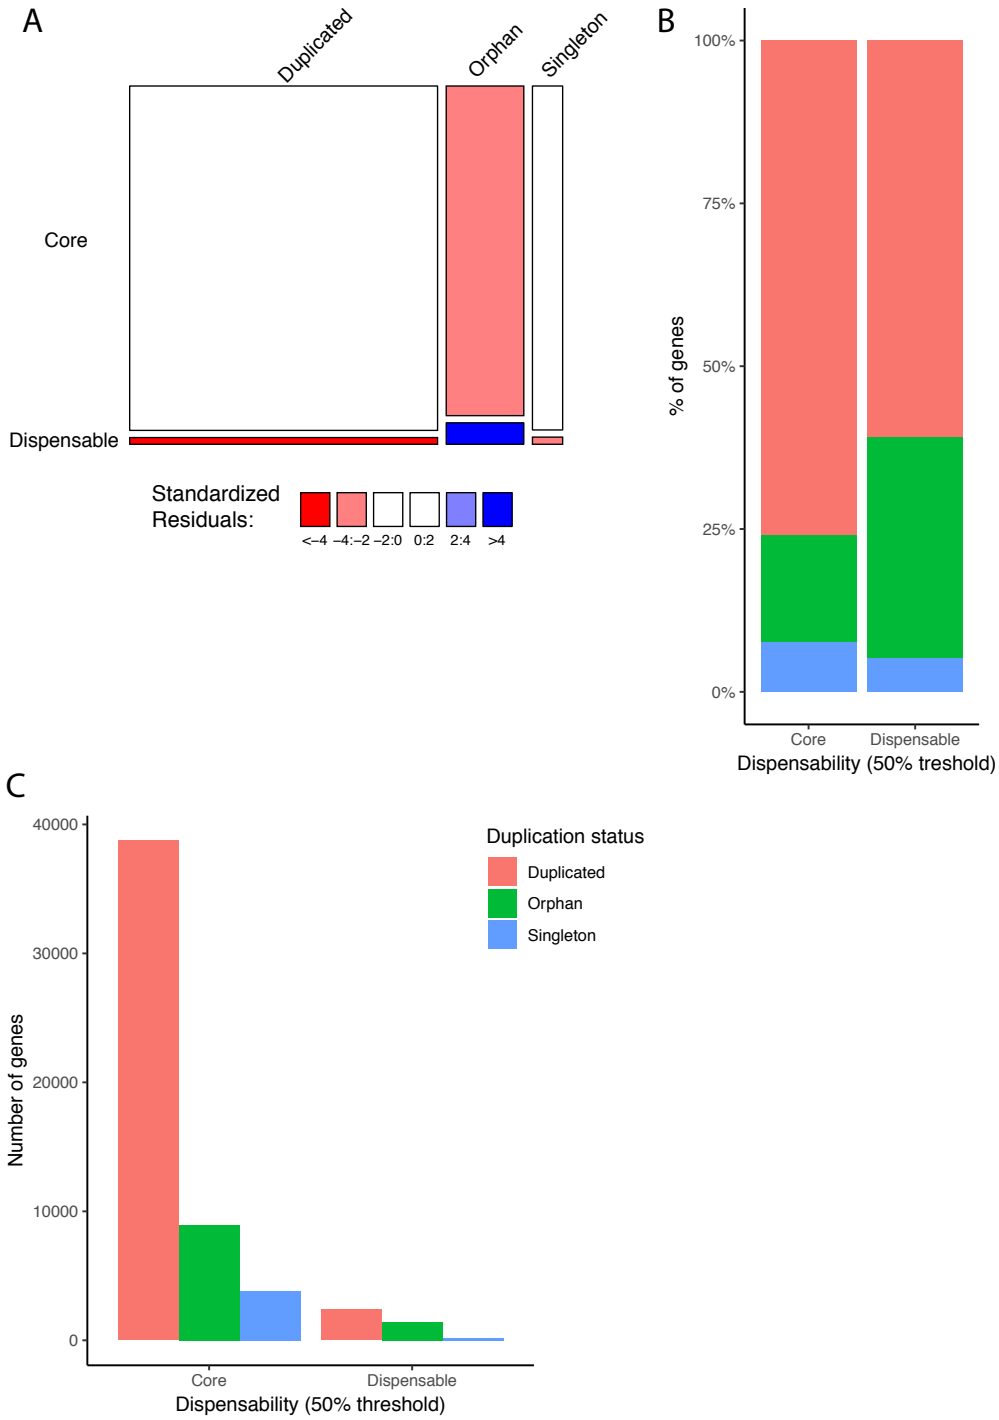 A
Duplicated
Orphan
Singleton
Core
Dispensable
Standardized
Residuals:
<−4 −4:−2 −2:0 0:2 2:4 >4
B
100%
75%
50%
25%
0%
% of genes
Core Dispensable
Dispensability (50% treshold)
C
40000
30000
20000
10000
0
Number of genes
Core Dispensable
Dispensability (50% threshold)
Duplication status
Duplicated
Orphan
Singleton